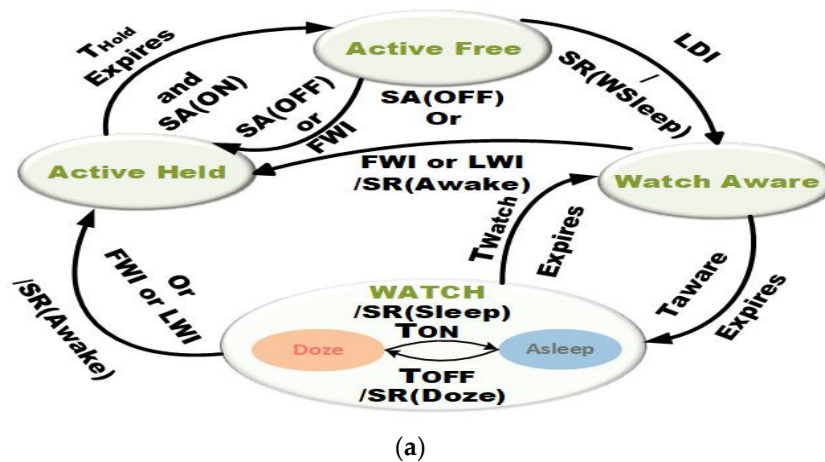 THold
Expires
and
SA(ON)
Active Free
LDI
/
SR(WSleep)
SA(OFF)
or
FWI
SA(OFF)
Or
FWI or LWI
/SR(Awake)
Active Held
Watch Aware
TWatch
Expires
Taware
Expires
Or
FWI or LWI
/SR(Awake)
WATCH
/SR(Sleep)
TON
Doze
Asleep
TOFF
/SR(Doze)
(a)